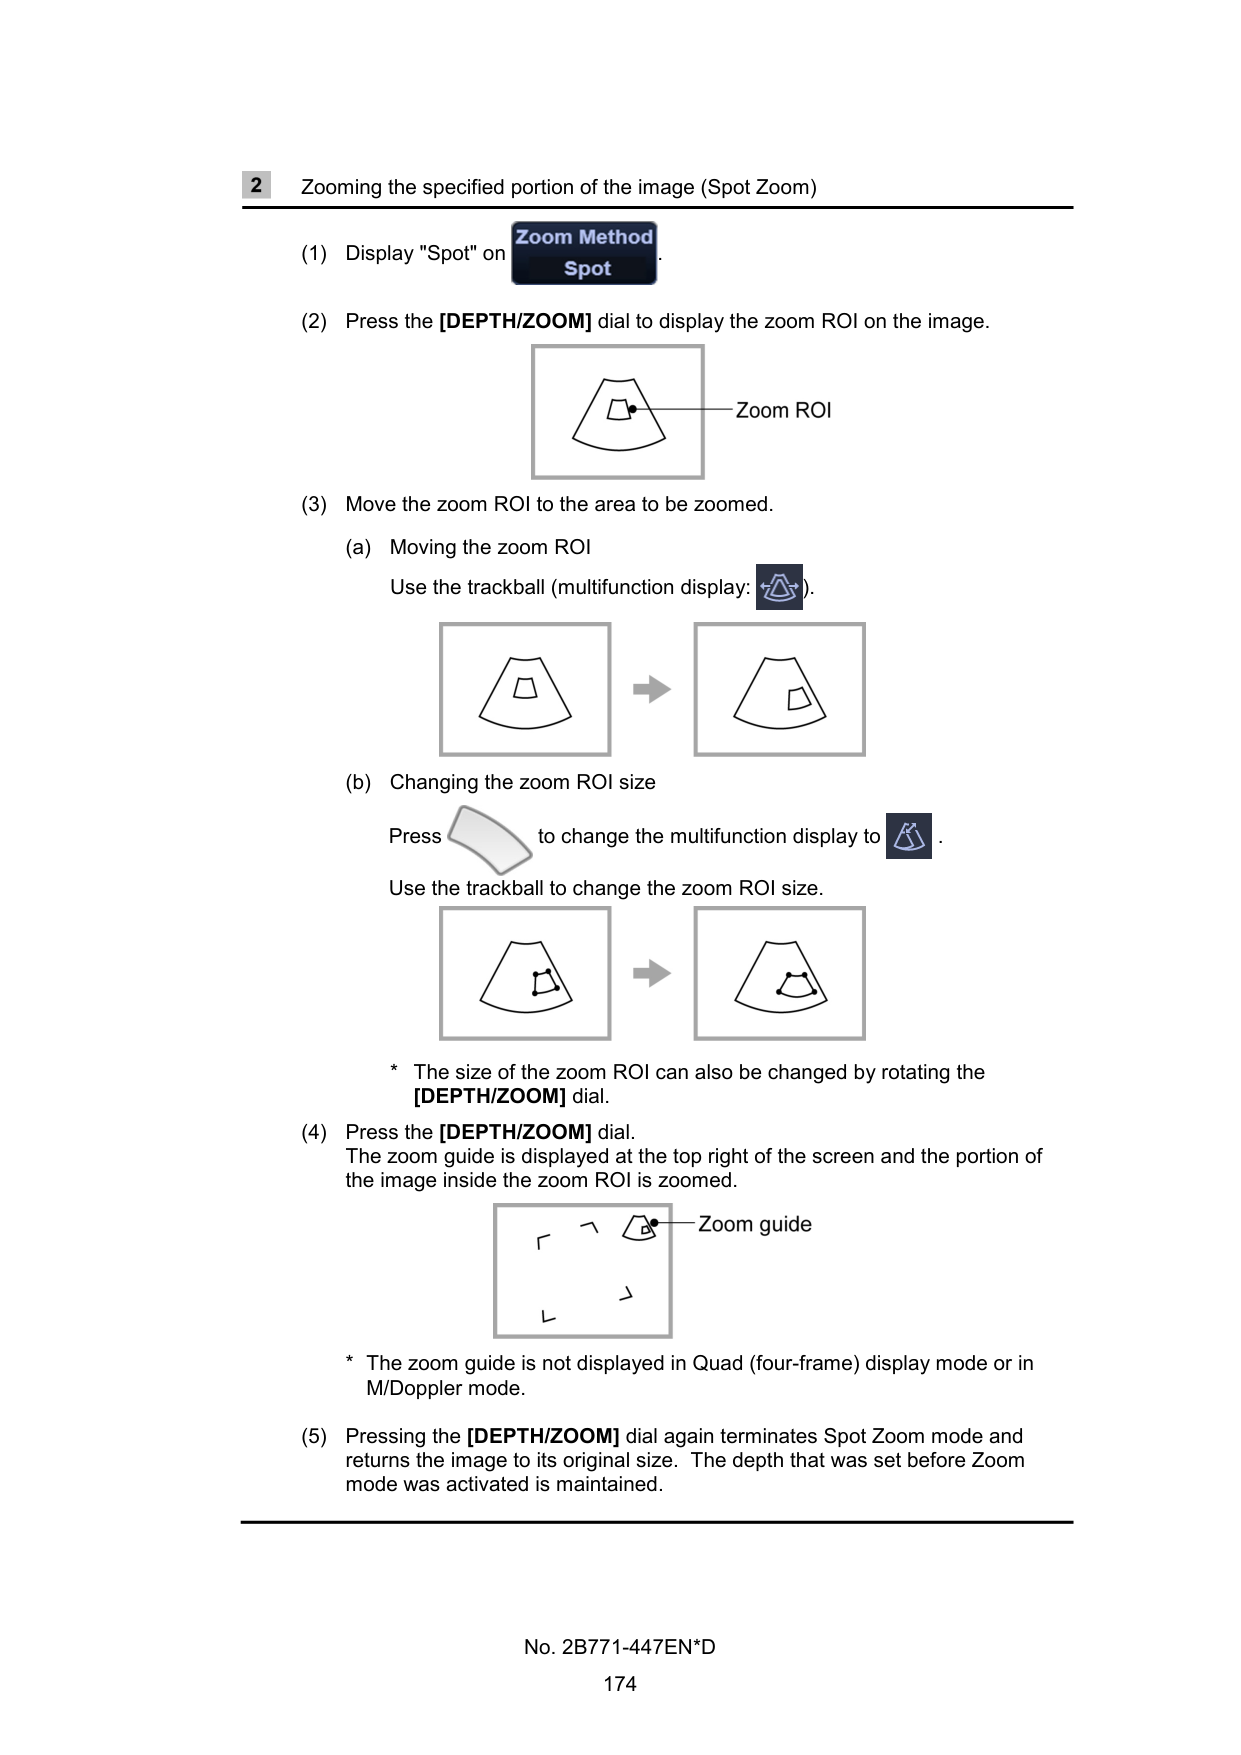 2 Zooming the specified portion of the image (Spot Zoom)
(1) Display "Spot" on Zoom Method Spot.
(2) Press the [DEPTH/ZOOM] dial to display the zoom ROI on the image.
Zoom ROI
(3) Move the zoom ROI to the area to be zoomed.
(a) Moving the zoom ROI
Use the trackball (multifunction display: ).
(b) Changing the zoom ROI size
Press to change the multifunction display to .
Use the trackball to change the zoom ROI size.
* The size of the zoom ROI can also be changed by rotating the
[DEPTH/ZOOM] dial.
(4) Press the [DEPTH/ZOOM] dial.
The zoom guide is displayed at the top right of the screen and the portion of
the image inside the zoom ROI is zoomed.
Zoom guide
* The zoom guide is not displayed in Quad (four-frame) display mode or in
M/Doppler mode.
(5) Pressing the [DEPTH/ZOOM] dial again terminates Spot Zoom mode and
returns the image to its original size. The depth that was set before Zoom
mode was activated is maintained.
No. 2B771-447EN*D
174